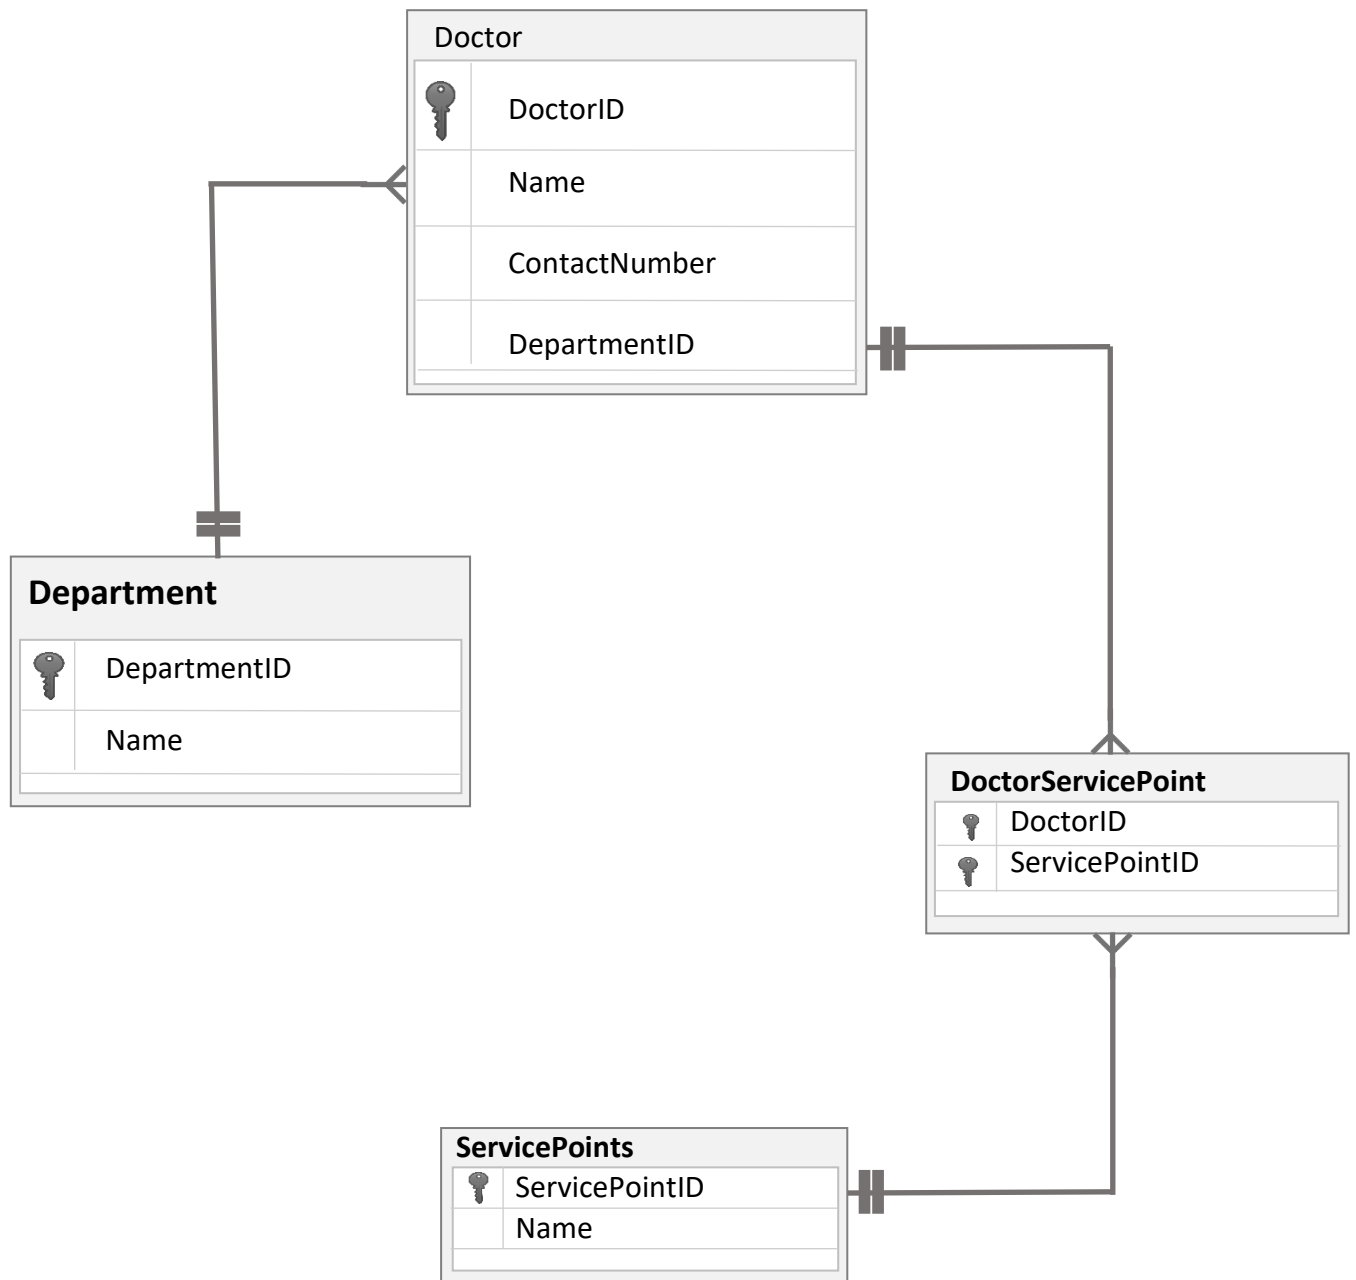 Doctor
DoctorID
Name
ContactNumber
DepartmentID
Department
DepartmentID
Name
DoctorServicePoint
DoctorID
ServicePointID
ServicePoints
ServicePointID
Name